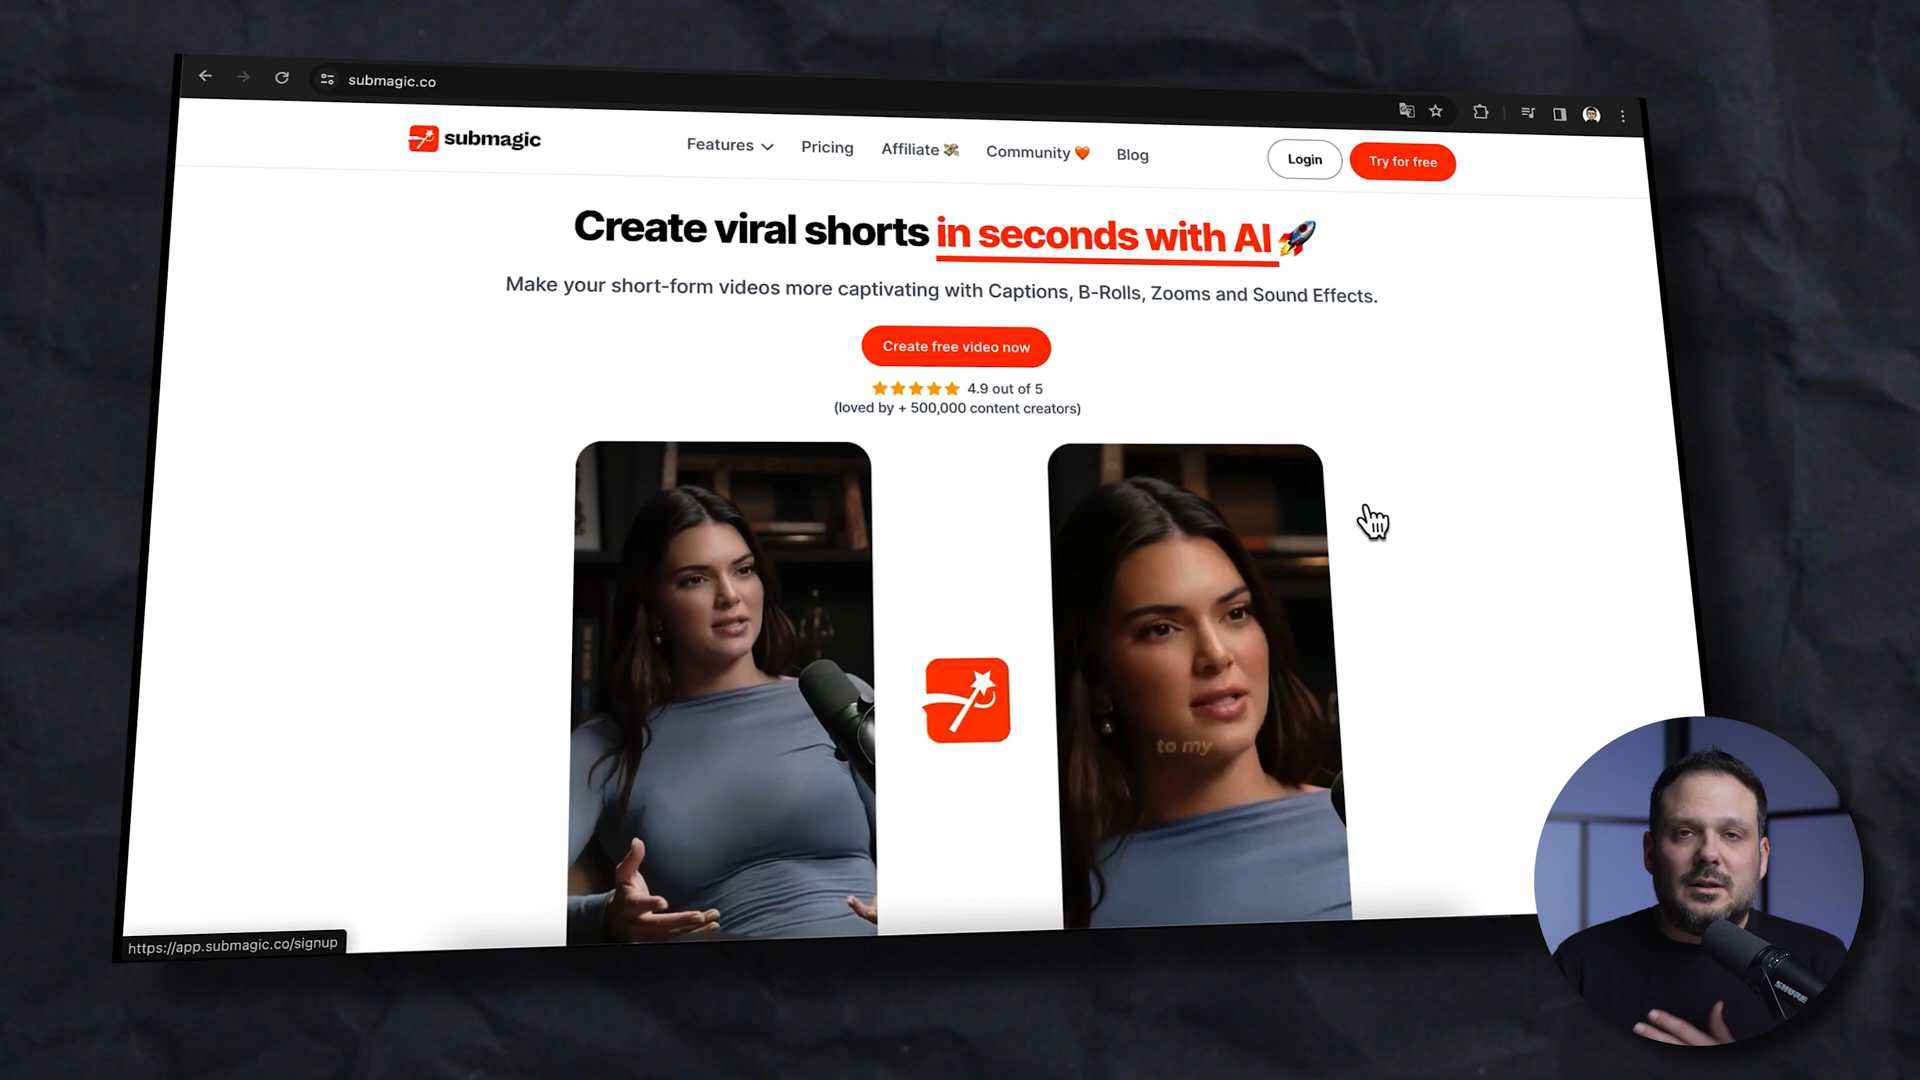 submagic.co
submagic
Features
Pricing
Affiliate 💸
Community 🧡
Blog
Login
Try for free
Create viral shorts in seconds with AI 🚀
Make your short-form videos more captivating with Captions, B-Rolls, Zooms and Sound Effects.
Create free video now
4.9 out of 5
(loved by + 500,000 content creators)
to my
https://app.submagic.co/signup
SHURE